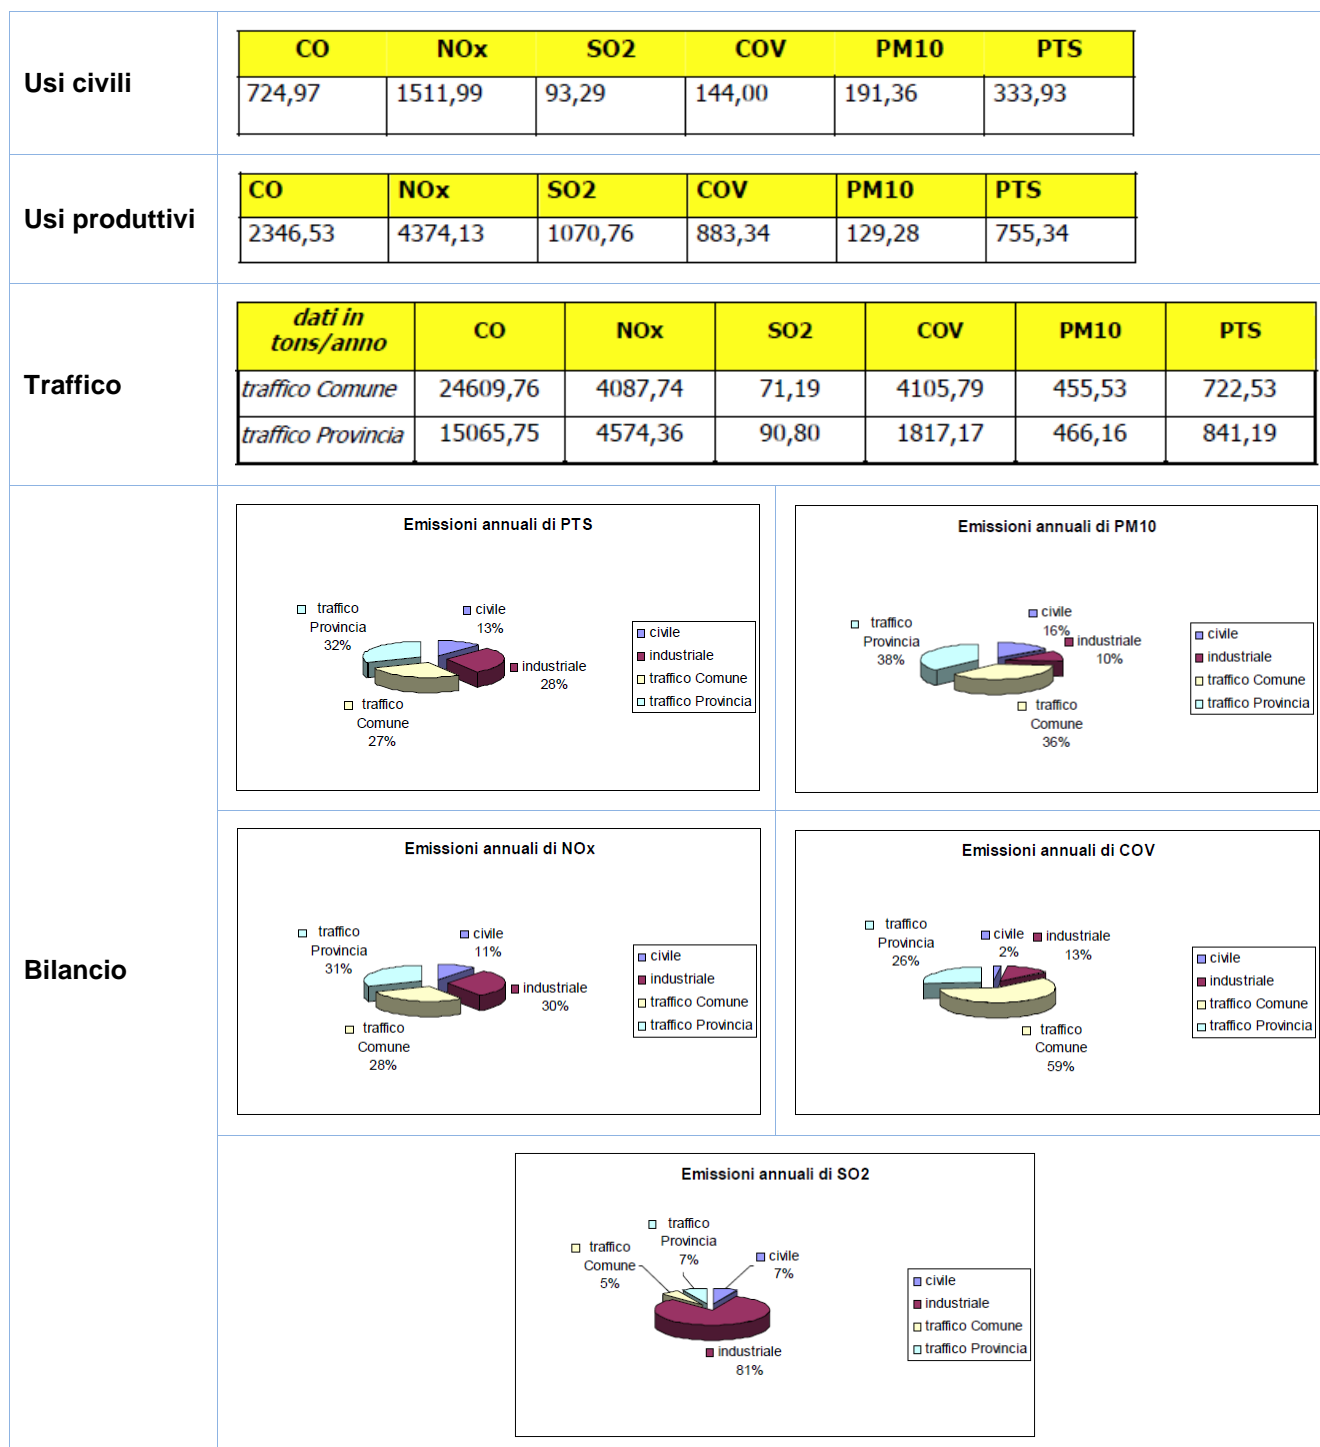 Usi civili
CO NOx SO2 COV PM10 PTS
724,97 1511,99 93,29 144,00 191,36 333,93
Usi produttivi
CO NOx SO2 COV PM10 PTS
2346,53 4374,13 1070,76 883,34 129,28 755,34
Traffico
dati in
tons/anno
CO NOx SO2 COV PM10 PTS
traffico Comune 24609,76 4087,74 71,19 4105,79 455,53 722,53
traffico Provincia 15065,75 4574,36 90,80 1817,17 466,16 841,19
Bilancio
Emissioni annuali di PTS
traffico
Provincia
32%
civile
13%
industriale
28%
traffico
Comune
27%
civile
industriale
traffico Comune
traffico Provincia
Emissioni annuali di PM10
traffico
Provincia
38%
civile
16%
industriale
10%
traffico
Comune
36%
civile
industriale
traffico Comune
traffico Provincia
Emissioni annuali di NOx
traffico
Provincia
31%
civile
11%
industriale
30%
traffico
Comune
28%
civile
industriale
traffico Comune
traffico Provincia
Emissioni annuali di COV
traffico
Provincia
26%
civile
2%
industriale
13%
traffico
Comune
59%
civile
industriale
traffico Comune
traffico Provincia
Emissioni annuali di SO2
traffico
Provincia
7%
traffico
Comune
5%
civile
7%
industriale
81%
civile
industriale
traffico Comune
traffico Provincia